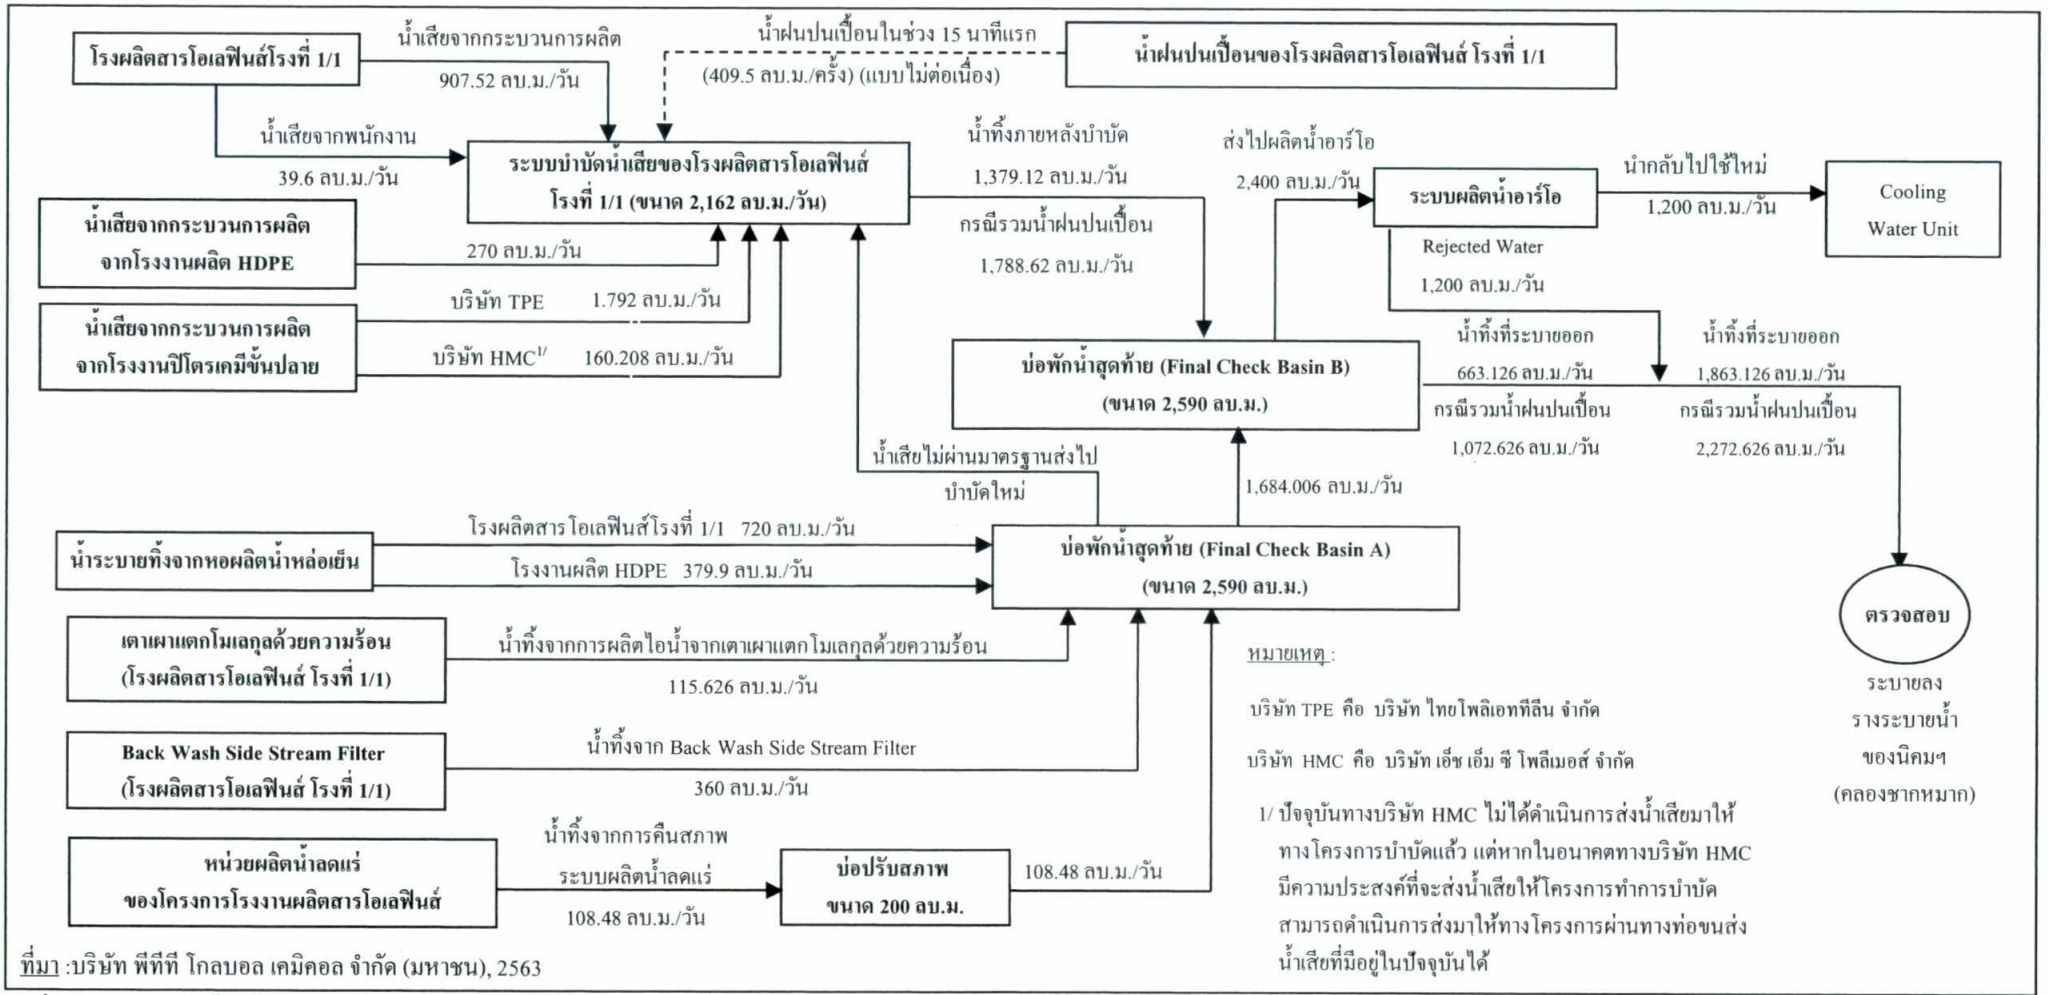 โรงผลิตสารโอเลฟินส์โรงที่ 1/1
น้ำเสียจากกระบวนการผลิต
907.52 ลบ.ม./วัน
น้ำฝนปนเปื้อนในช่วง 15 นาทีแรก
(409.5 ลบ.ม./ครั้ง) (แบบไม่ต่อเนื่อง)
น้ำฝนปนเปื้อนของโรงผลิตสารโอเลฟินส์ โรงที่ 1/1
น้ำเสียจากพนักงาน
39.6 ลบ.ม./วัน
ระบบบำบัดน้ำเสียของโรงผลิตสารโอเลฟินส์
โรงที่ 1/1 (ขนาด 2,162 ลบ.ม./วัน)
น้ำทิ้งภายหลังบำบัด
1,379.12 ลบ.ม./วัน
กรณีรวมน้ำฝนปนเปื้อน
1,788.62 ลบ.ม./วัน
ส่งไปผลิตน้ำอาร์โอ
2,400 ลบ.ม./วัน
ระบบผลิตน้ำอาร์โอ
นำกลับไปใช้ใหม่
1,200 ลบ.ม./วัน
Cooling
Water Unit
Rejected Water
1,200 ลบ.ม./วัน
น้ำเสียจากกระบวนการผลิต
จากโรงงานผลิต HDPE
270 ลบ.ม./วัน
น้ำเสียจากกระบวนการผลิต
จากโรงงานปิโตรเคมีขั้นปลาย
บริษัท TPE 1.792 ลบ.ม./วัน
บริษัท HMC1/ 160.208 ลบ.ม./วัน
บ่อพักน้ำสุดท้าย (Final Check Basin B)
(ขนาด 2,590 ลบ.ม.)
น้ำทิ้งที่ระบายออก
663.126 ลบ.ม./วัน
กรณีรวมน้ำฝนปนเปื้อน
1,072.626 ลบ.ม./วัน
น้ำทิ้งที่ระบายออก
1,863.126 ลบ.ม./วัน
กรณีรวมน้ำฝนปนเปื้อน
2,272.626 ลบ.ม./วัน
น้ำเสียไม่ผ่านมาตรฐานส่งไป
บำบัดใหม่
1,684.006 ลบ.ม./วัน
น้ำระบายทิ้งจากหอผลิตน้ำหล่อเย็น
โรงผลิตสารโอเลฟินส์โรงที่ 1/1 720 ลบ.ม./วัน
โรงงานผลิต HDPE 379.9 ลบ.ม./วัน
บ่อพักน้ำสุดท้าย (Final Check Basin A)
(ขนาด 2,590 ลบ.ม.)
เตาเผาแตกโมเลกุลด้วยความร้อน
(โรงผลิตสารโอเลฟินส์ โรงที่ 1/1)
น้ำทิ้งจากการผลิตไอน้ำจากเตาเผาแตกโมเลกุลด้วยความร้อน
115.626 ลบ.ม./วัน
Back Wash Side Stream Filter
(โรงผลิตสารโอเลฟินส์ โรงที่ 1/1)
น้ำทิ้งจาก Back Wash Side Stream Filter
360 ลบ.ม./วัน
หน่วยผลิตน้ำลดแร่
ของโครงการโรงงานผลิตสารโอเลฟินส์
น้ำทิ้งจากการคืนสภาพ
ระบบผลิตน้ำลดแร่
108.48 ลบ.ม./วัน
บ่อปรับสภาพ
ขนาด 200 ลบ.ม.
108.48 ลบ.ม./วัน
ตรวจสอบ
ระบายลง
รางระบายน้ำ
ของนิคมฯ
(คลองชากหมาก)
หมายเหตุ :
บริษัท TPE คือ บริษัท ไทยโพลิเอททีลีน จำกัด
บริษัท HMC คือ บริษัท เอ็ช เอ็ม ซี โพลีเมอส์ จำกัด
1/ ปัจจุบันทางบริษัท HMC ไม่ได้ดำเนินการส่งน้ำเสียมาให้
ทางโครงการบำบัดแล้ว แต่หากในอนาคตทางบริษัท HMC
มีความประสงค์ที่จะส่งน้ำเสียให้โครงการทำการบำบัด
สามารถดำเนินการส่งมาให้ทางโครงการผ่านทางท่อขนส่ง
น้ำเสียที่มีอยู่ในปัจจุบันได้
ที่มา :บริษัท พีทีที โกลบอล เคมิคอล จำกัด (มหาชน), 2563